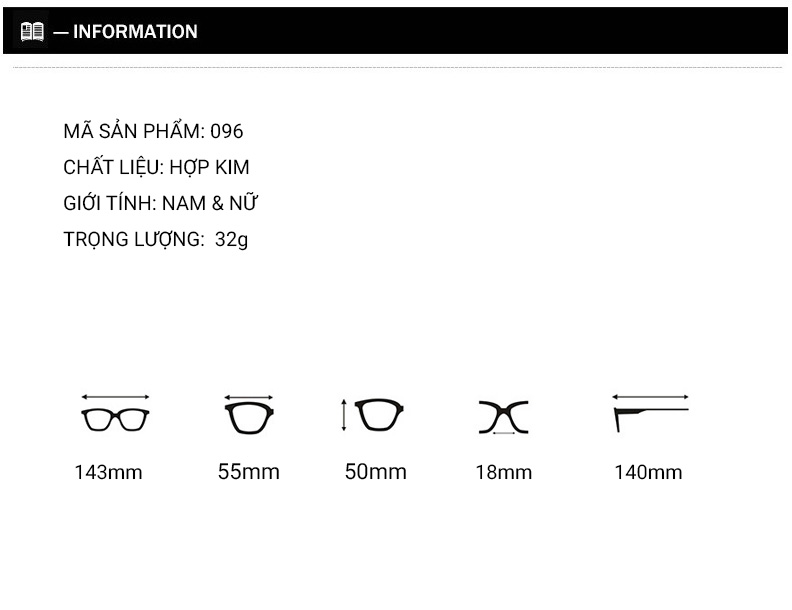 — INFORMATION
MÃ SẢN PHẨM: 096
CHẤT LIỆU: HỢP KIM
GIỚI TÍNH: NAM & NỮ
TRỌNG LƯỢNG: 32g
143mm 55mm 50mm 18mm 140mm